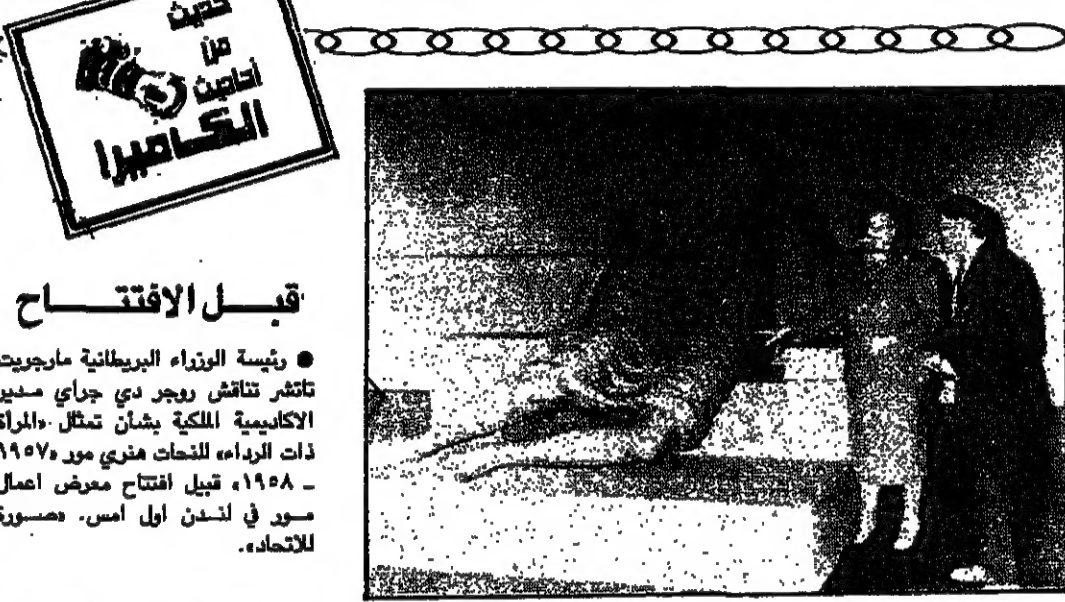 حديث
من
أحاديث
الكاميرا
قبل الافتتاح
● رئيسة الوزراء البريطانية مارجريت
تاتشر تناقش روجر دي جراي مدير
الاكاديمية الملكية بشأن تمثال «المرأة
ذات الرداء» للنحات هنري مور «١٩٥٧
ـ ١٩٥٨» قبيل افتتاح معرض اعمال
مور في لندن اول امس. «صورة
للاتحاد».